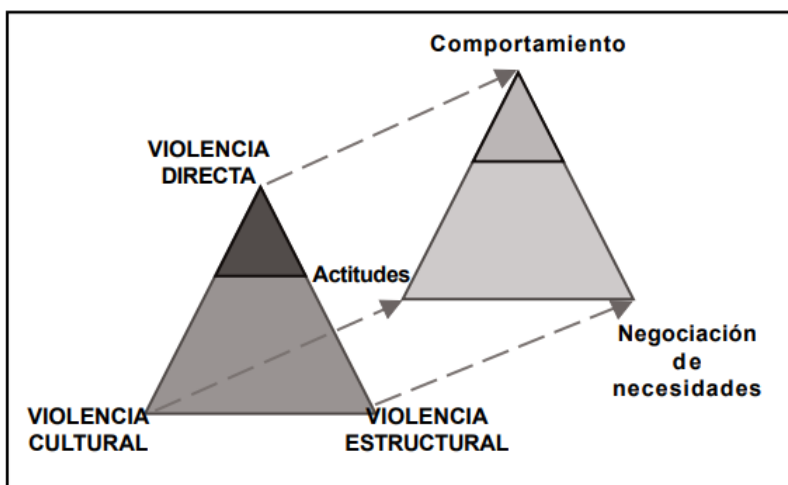 Comportamiento
VIOLENCIA
DIRECTA
Actitudes
Negociación
de
necesidades
VIOLENCIA
CULTURAL
VIOLENCIA
ESTRUCTURAL